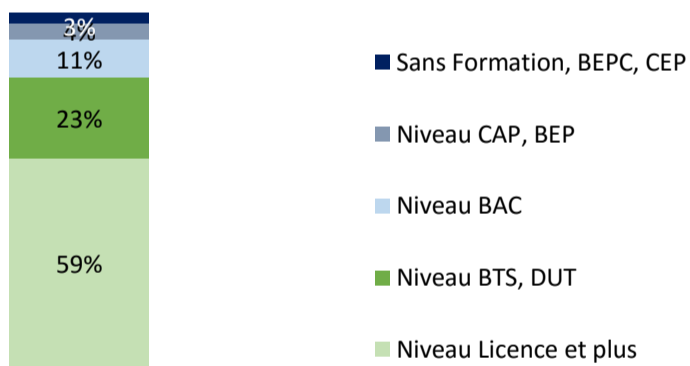 3%
4%
11%
23%
59%
Sans Formation, BEPC, CEP
Niveau CAP, BEP
Niveau BAC
Niveau BTS, DUT
Niveau Licence et plus